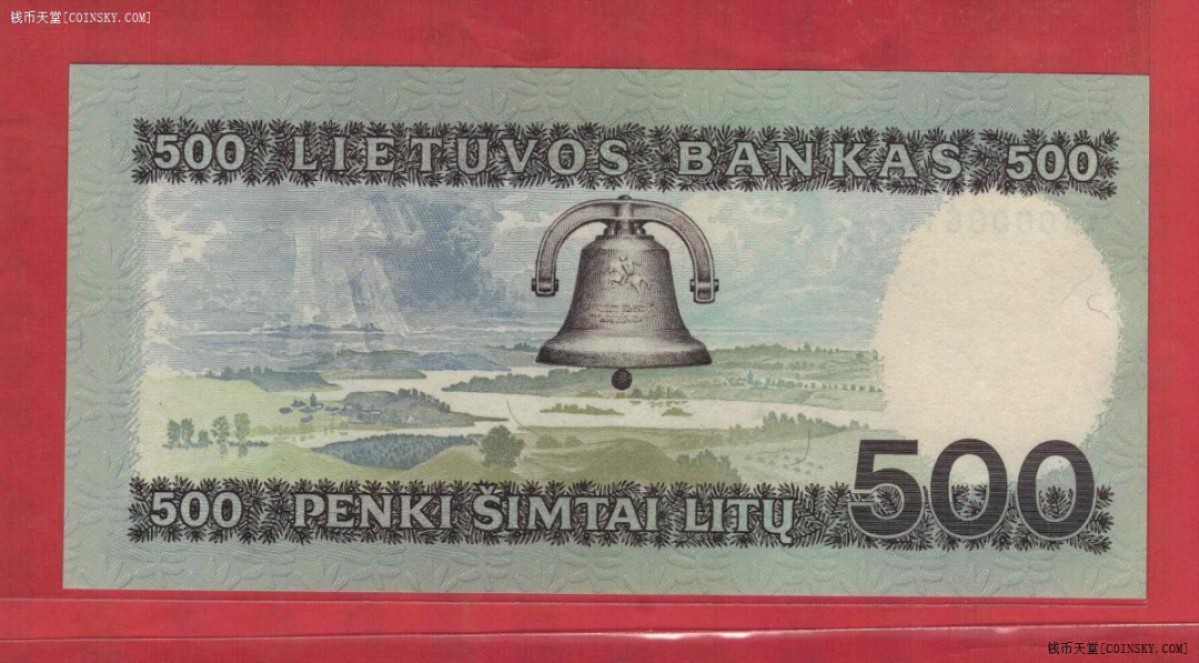 钱币天堂[COINSKY.COM]
500 LIETUVOS BANKAS 500
500 PENKI ŠIMTAI LITŲ 500
钱币天堂[COINSKY.COM]